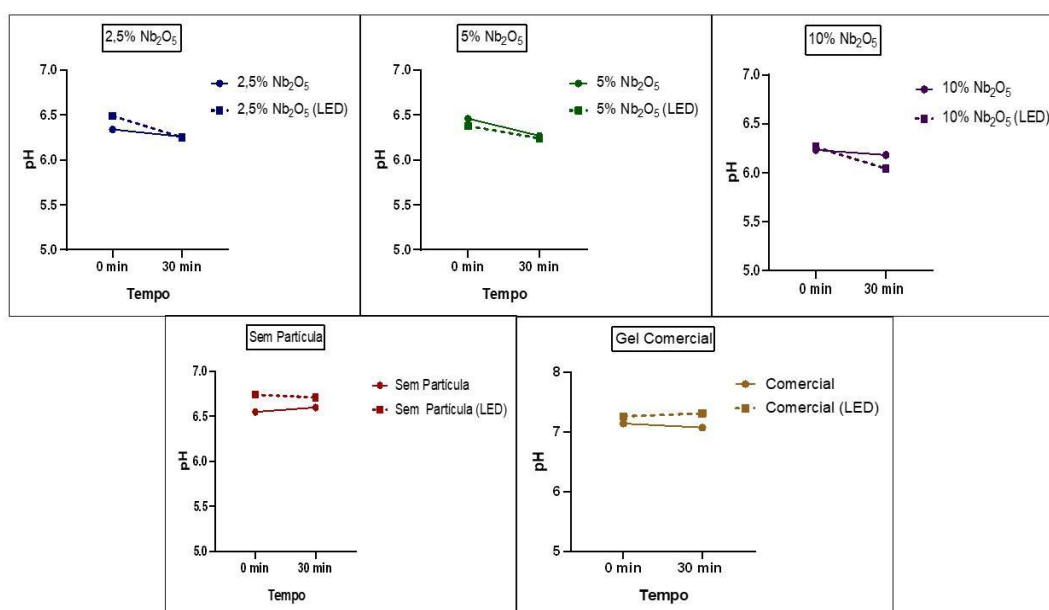 2,5% Nb₂O₅
7.0
6.5
6.0
5.5
5.0
pH
0 min 30 min
Tempo
2,5% Nb₂O₅
2,5% Nb₂O₅ (LED)
5% Nb₂O₅
7.0
6.5
6.0
5.5
5.0
pH
0 min 30 min
Tempo
5% Nb₂O₅
5% Nb₂O₅ (LED)
10% Nb₂O₅
7.0
6.5
6.0
5.5
5.0
pH
0 min 30 min
Tempo
10% Nb₂O₅
10% Nb₂O₅ (LED)
Sem Partícula
7.0
6.5
6.0
5.5
5.0
pH
0 min 30 min
Tempo
Sem Partícula
Sem Partícula (LED)
Gel Comercial
8
7
6
5
pH
0 min 30 min
Tempo
Comercial
Comercial (LED)